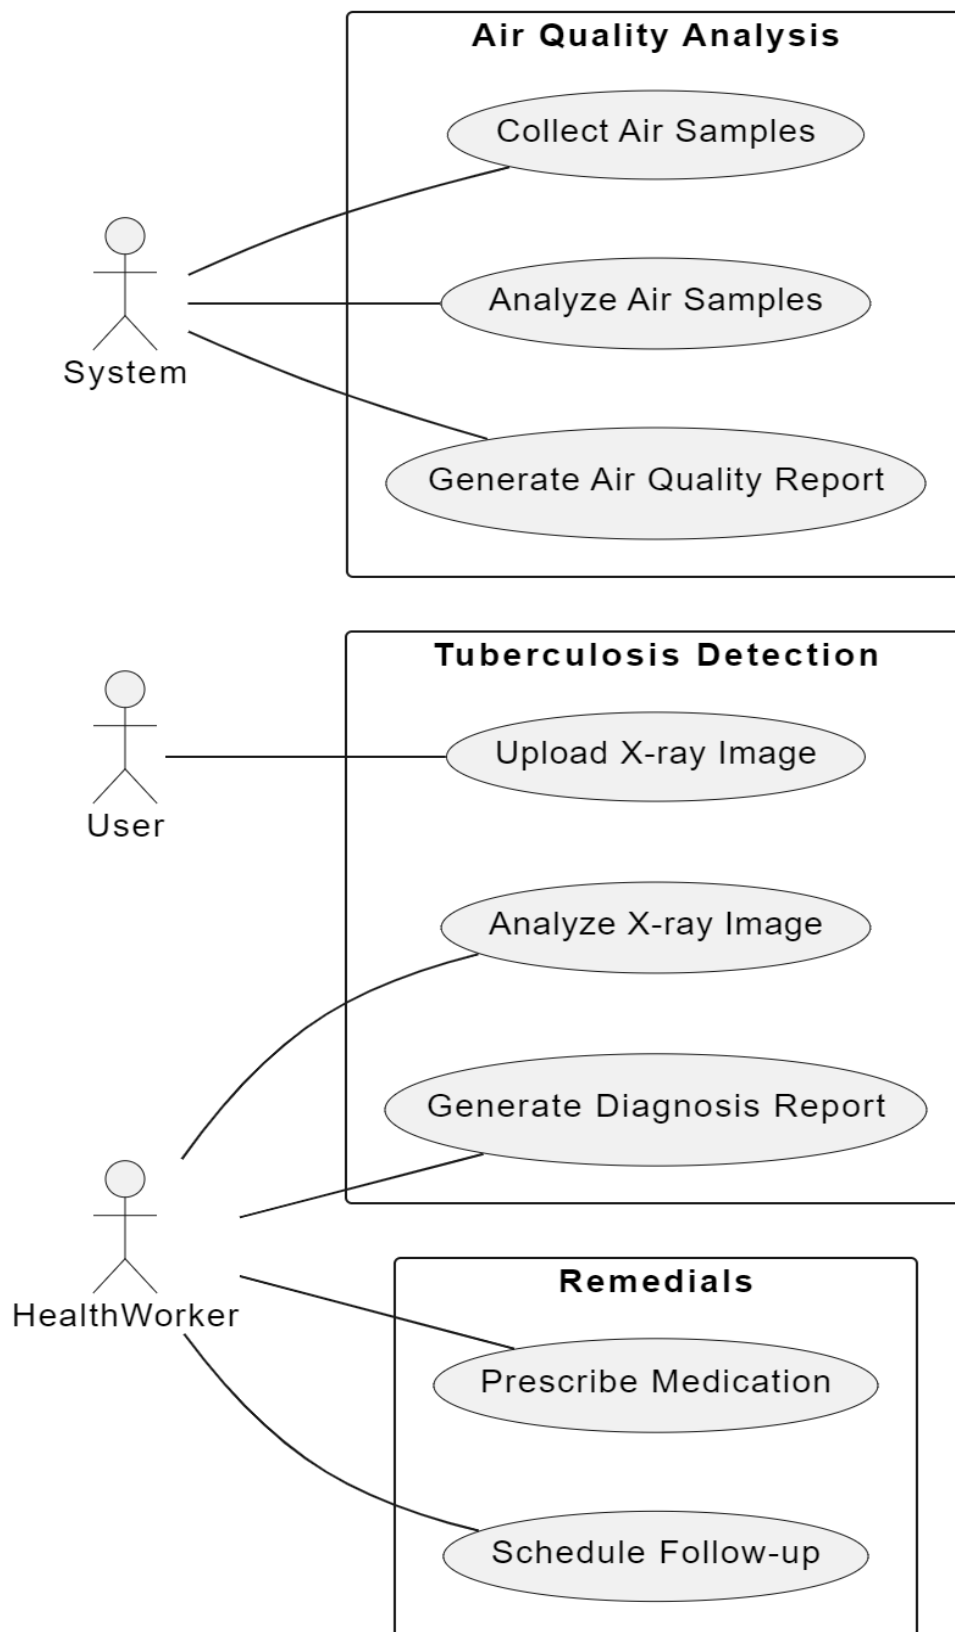 Air Quality Analysis
Collect Air Samples
Analyze Air Samples
System
Generate Air Quality Report
Tuberculosis Detection
Upload X-ray Image
User
Analyze X-ray Image
Generate Diagnosis Report
HealthWorker
Remedials
Prescribe Medication
Schedule Follow-up